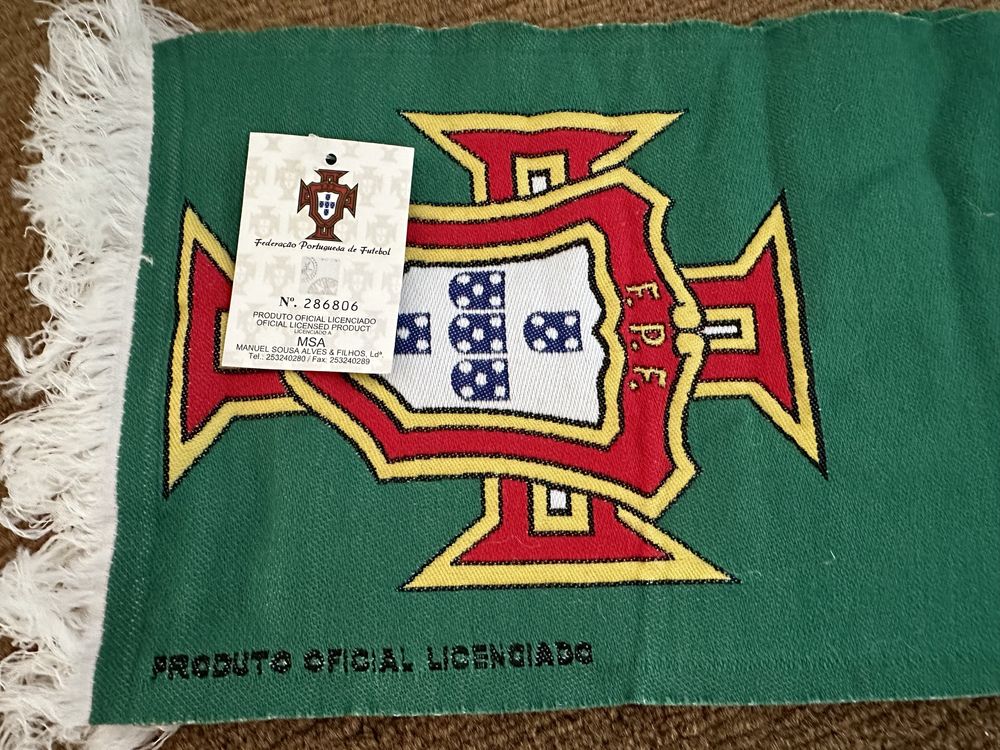 Federação Portuguesa de Futebol
Nº. 286806
PRODUTO OFICIAL LICENCIADO
OFFICIAL LICENSED PRODUCT
LICENCIADO A
MSA
MANUEL SOUSA ALVES & FILHOS, Ldª
Tel.: 253240280 / Fax: 253240289
F.P.F.
PRODUTO OFICIAL LICENCIADO